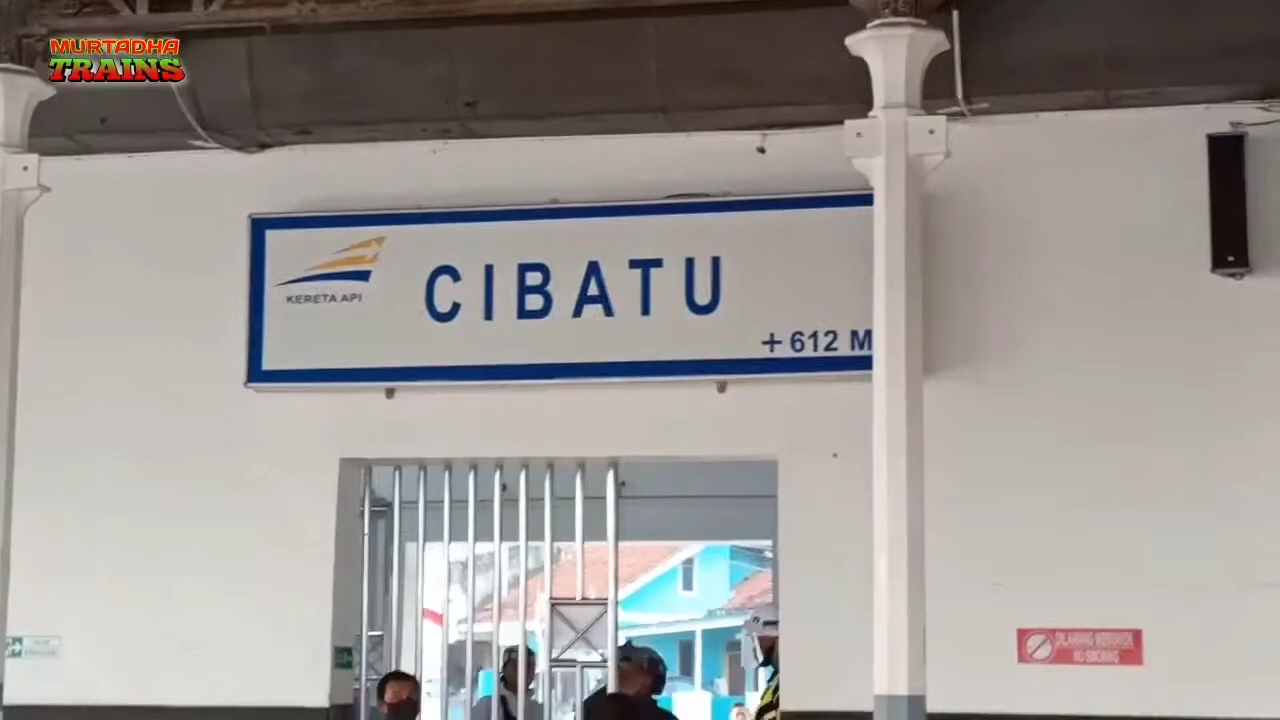 MURTADHA
TRAINS
KERETA API
CIBATU
+ 612 M
DILARANG MEROKOK
NO SMOKING